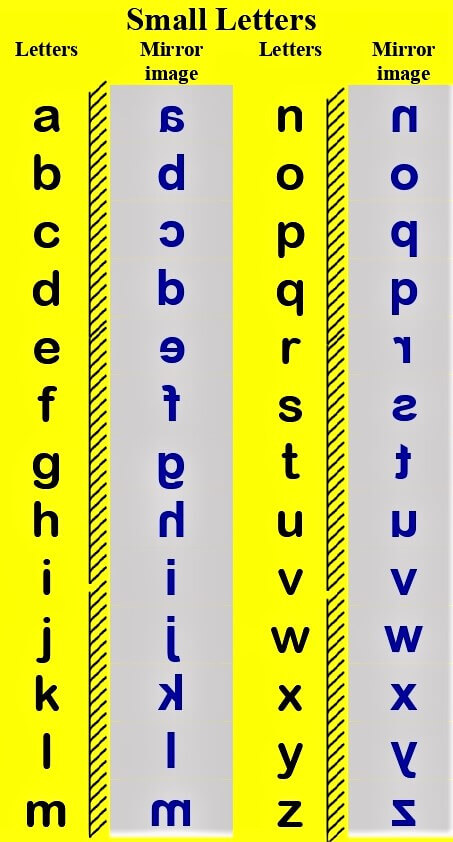 Small Letters
Letters Mirror image Letters Mirror image
a a n n
b d o o
c ɔ p q
d b q p
e ɘ r r
f f s s
g g t t
h h u u
i i v v
j j w w
k k x x
l l y y
m m z z